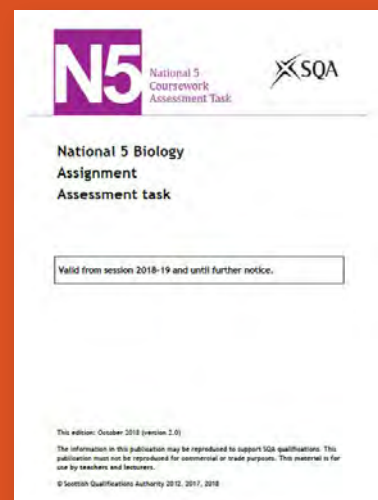 N5
National 5
Coursework
Assessment Task
SQA
National 5 Biology
Assignment
Assessment task
Valid from session 2018-19 and until further notice.
This edition: October 2018 (version 2.0)
The information in this publication may be reproduced to support SQA qualifications. This
publication must not be reproduced for commercial or trade purposes. This material is for
use by teachers and lecturers.
© Scottish Qualifications Authority 2012, 2017, 2018